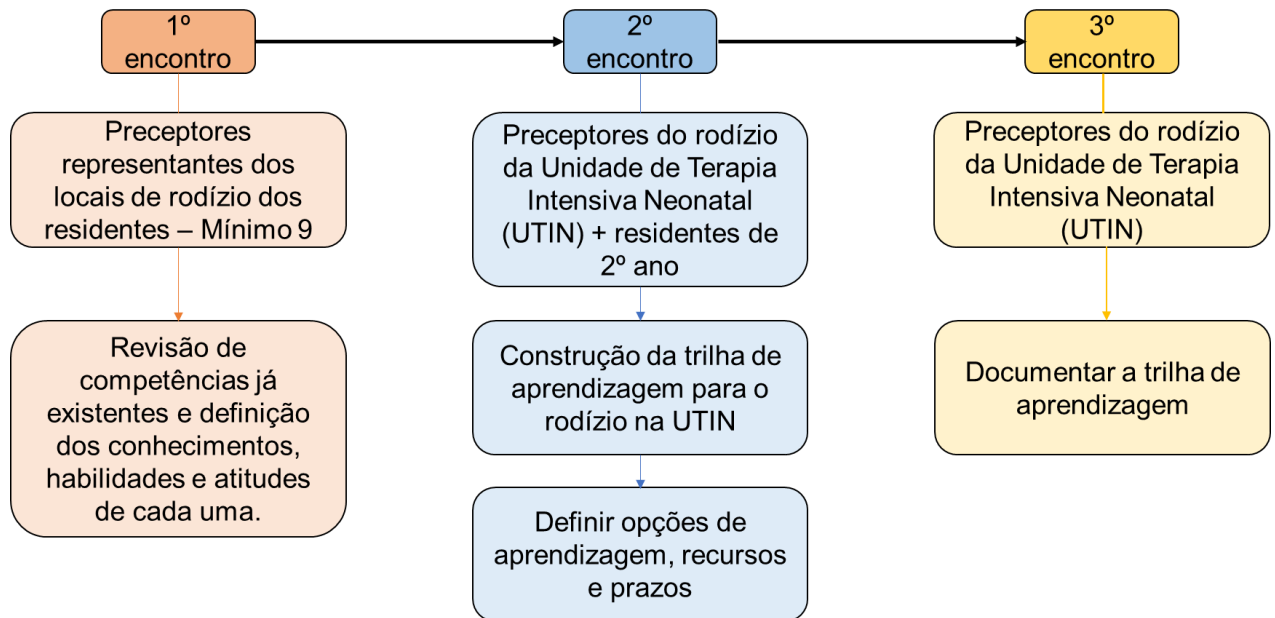 1º
encontro
2º
encontro
3º
encontro
Preceptores
representantes dos
locais de rodízio dos
residentes – Mínimo 9
Revisão de
competências já
existentes e definição
dos conhecimentos,
habilidades e atitudes
de cada uma.
Preceptores do rodízio
da Unidade de Terapia
Intensiva Neonatal
(UTIN) + residentes de
2º ano
Construção da trilha de
aprendizagem para o
rodízio na UTIN
Definir opções de
aprendizagem, recursos
e prazos
Preceptores do rodízio
da Unidade de Terapia
Intensiva Neonatal
(UTIN)
Documentar a trilha de
aprendizagem